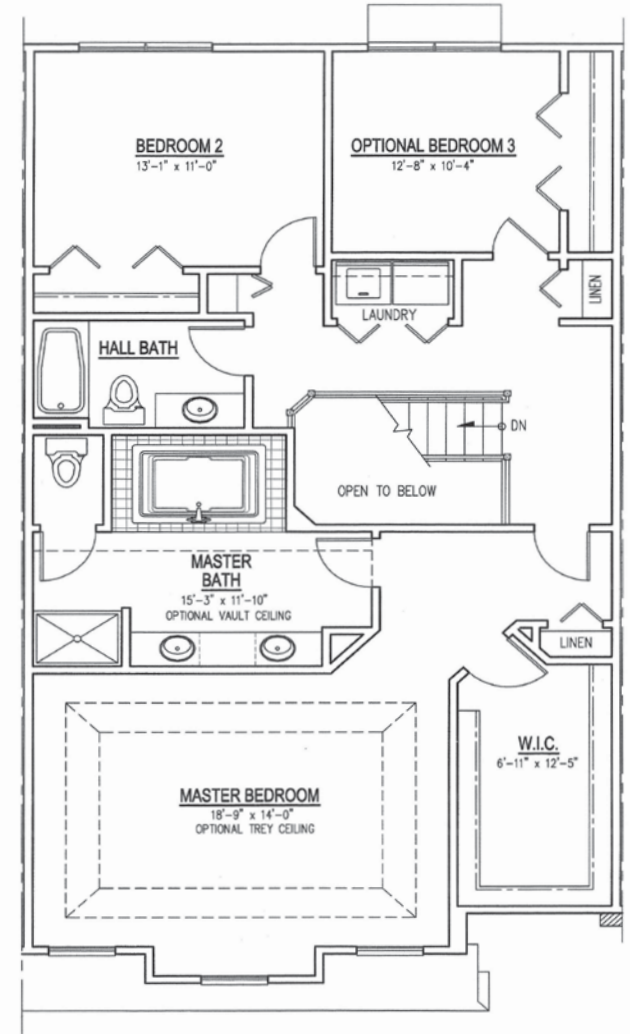 BEDROOM 2
13'-1" x 11'-0"
OPTIONAL BEDROOM 3
12'-8" x 10'-4"
LINEN
LAUNDRY
HALL BATH
DN
OPEN TO BELOW
MASTER
BATH
15'-3" x 11'-10"
OPTIONAL VAULT CEILING
LINEN
W.I.C.
6'-11" x 12'-5"
MASTER BEDROOM
18'-9" x 14'-0"
OPTIONAL TREY CEILING